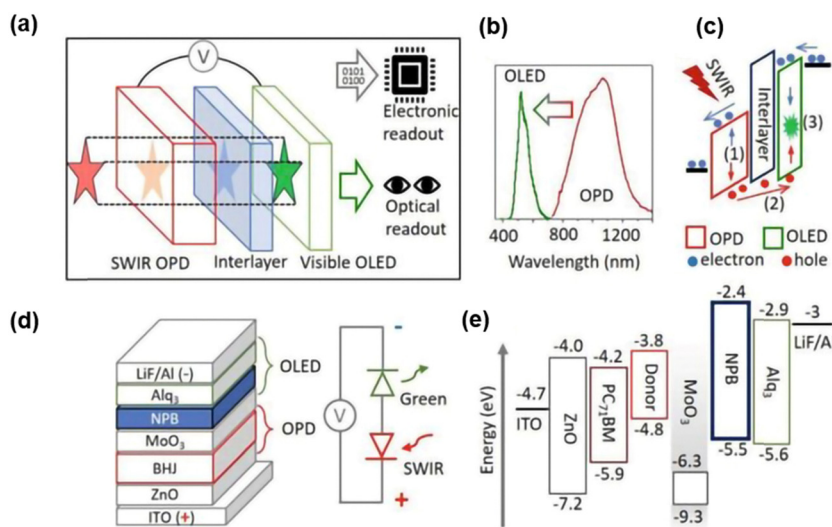 (a)
V
0101
0100
Electronic
readout
Optical
readout
SWIR OPD
Interlayer
Visible OLED
(b)
OLED
OPD
400
800
1200
Wavelength (nm)
(c)
SWIR
Interlayer
(1)
(2)
(3)
OPD
OLED
electron
hole
(d)
LiF/Al (-)
Alq3
NPB
MoO3
BHJ
ZnO
ITO (+)
OLED
OPD
V
-
Green
SWIR
+
(e)
Energy (eV)
-4.7
ITO
-4.0
ZnO
-7.2
-4.2
PC71BM
-5.9
-3.8
Donor
-4.8
MoO3
-6.3
-9.3
-2.4
NPB
-5.5
-2.9
Alq3
-5.6
-3
LiF/A